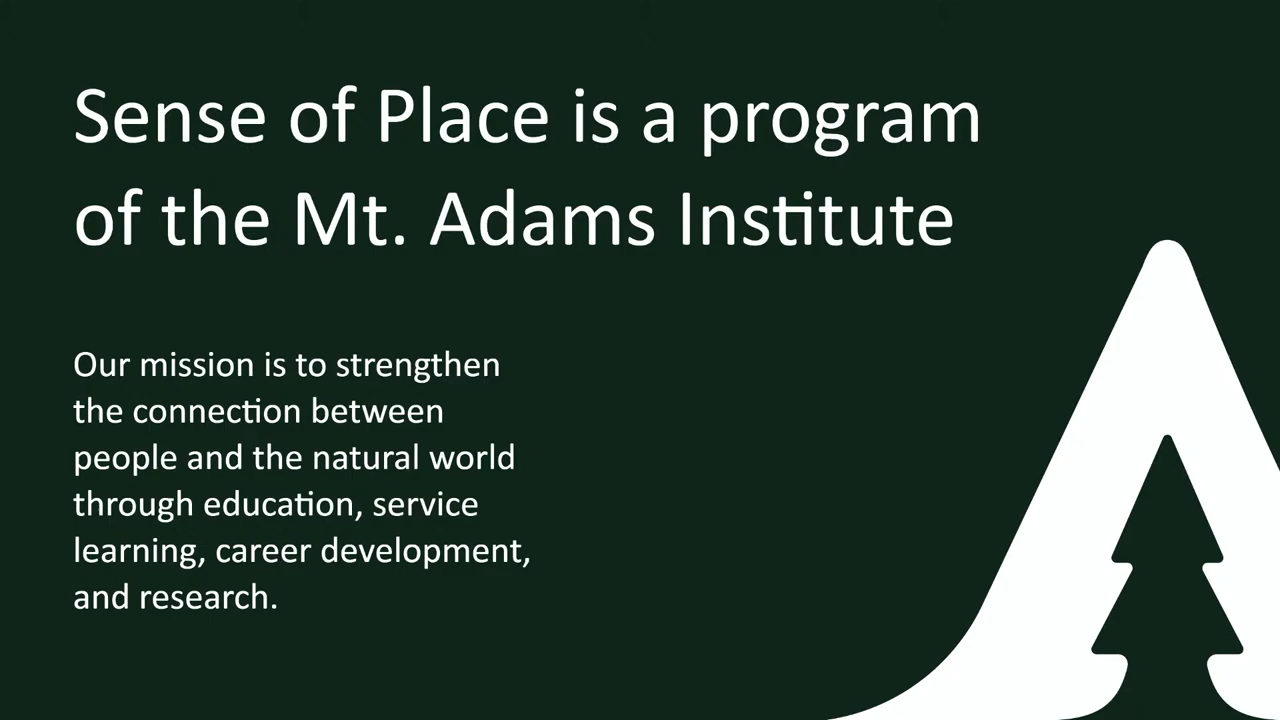 Sense of Place is a program
of the Mt. Adams Institute
Our mission is to strengthen
the connection between
people and the natural world
through education, service
learning, career development,
and research.